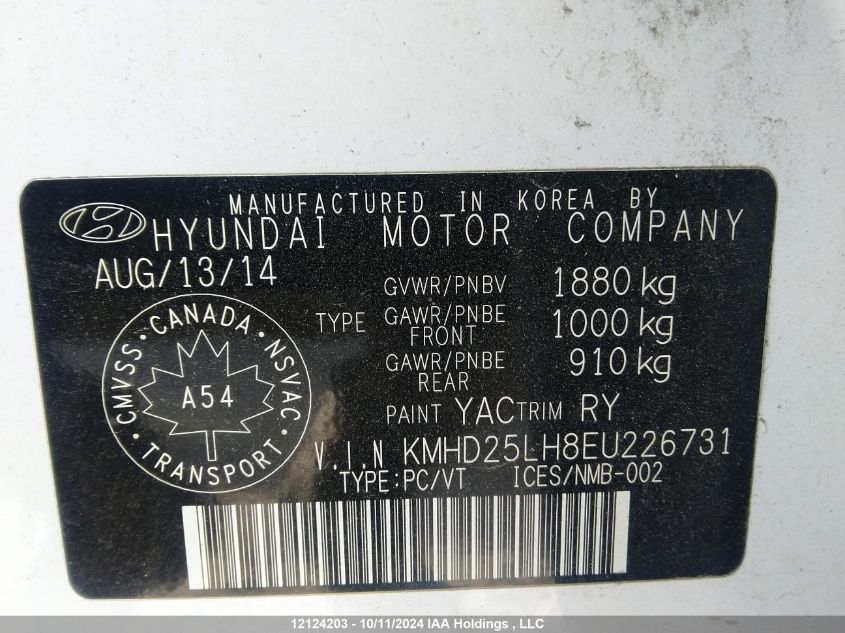 MANUFACTURED IN KOREA BY
HYUNDAI MOTOR COMPANY
AUG/13/14
GVWR/PNBV 1880 kg
TYPE GAWR/PNBE FRONT 1000 kg
GAWR/PNBE REAR 910 kg
PAINT YAC TRIM RY
CANADA • NSVAC • TRANSPORT • CMVSS •
A54
V.I.N KMHD25LH8EU226731
TYPE:PC/VT ICES/NMB-002
12124203 - 10/11/2024 IAA Holdings , LLC